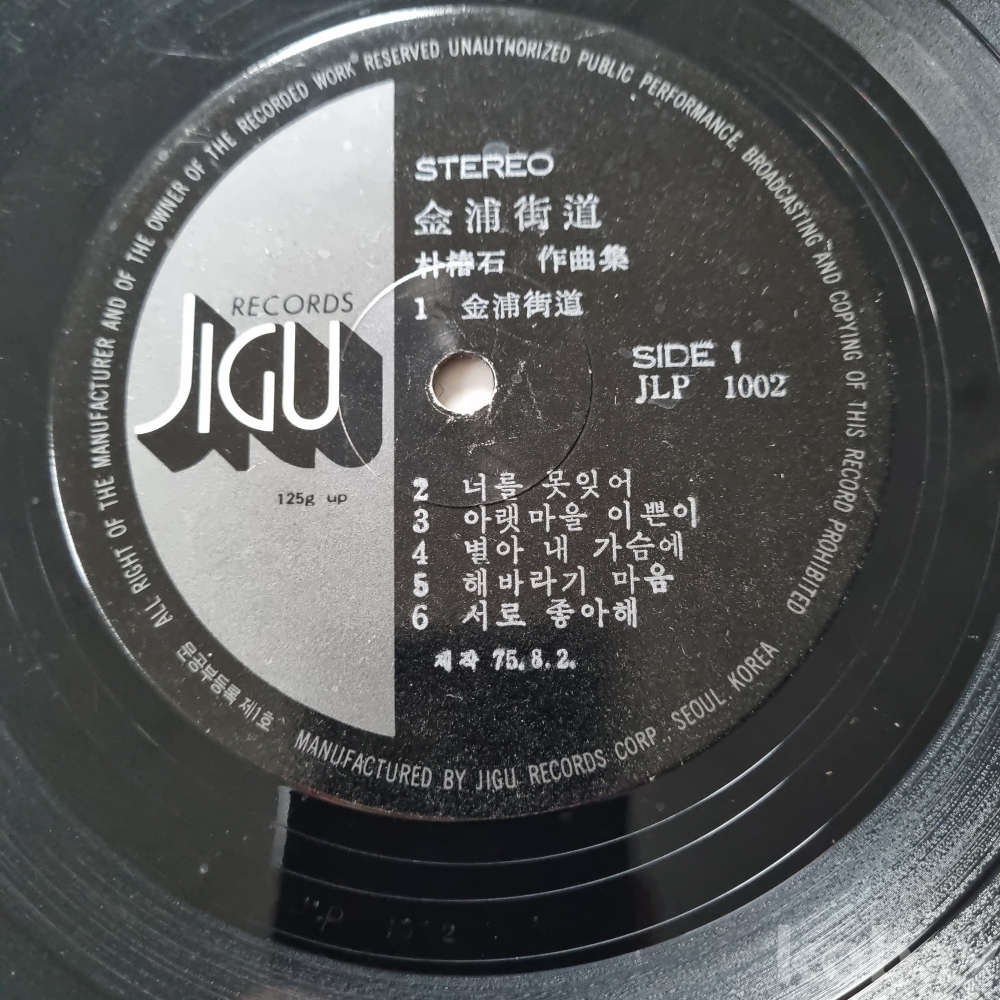 ALL RIGHT OF THE MANUFACTURER AND OF THE OWNER OF THE RECORDED WORK RESERVED UNAUTHORIZED PUBLIC PERFORMANCE, BROADCASTING AND COPYING OF THIS RECORD PROHIBITED
STEREO
金浦街道
朴椿石 作曲集
1 金浦街道
RECORDS
JIGU
SIDE 1
JLP 1002
125g up
2 너를 못잊어
3 아랫마을 이쁜이
4 별아 내 가슴에
5 해바라기 마음
6 서로 좋아해
제작 75.8.2.
문공부등록 제1호
MANUFACTURED BY JIGU RECORDS CORP., SEOUL KOREA